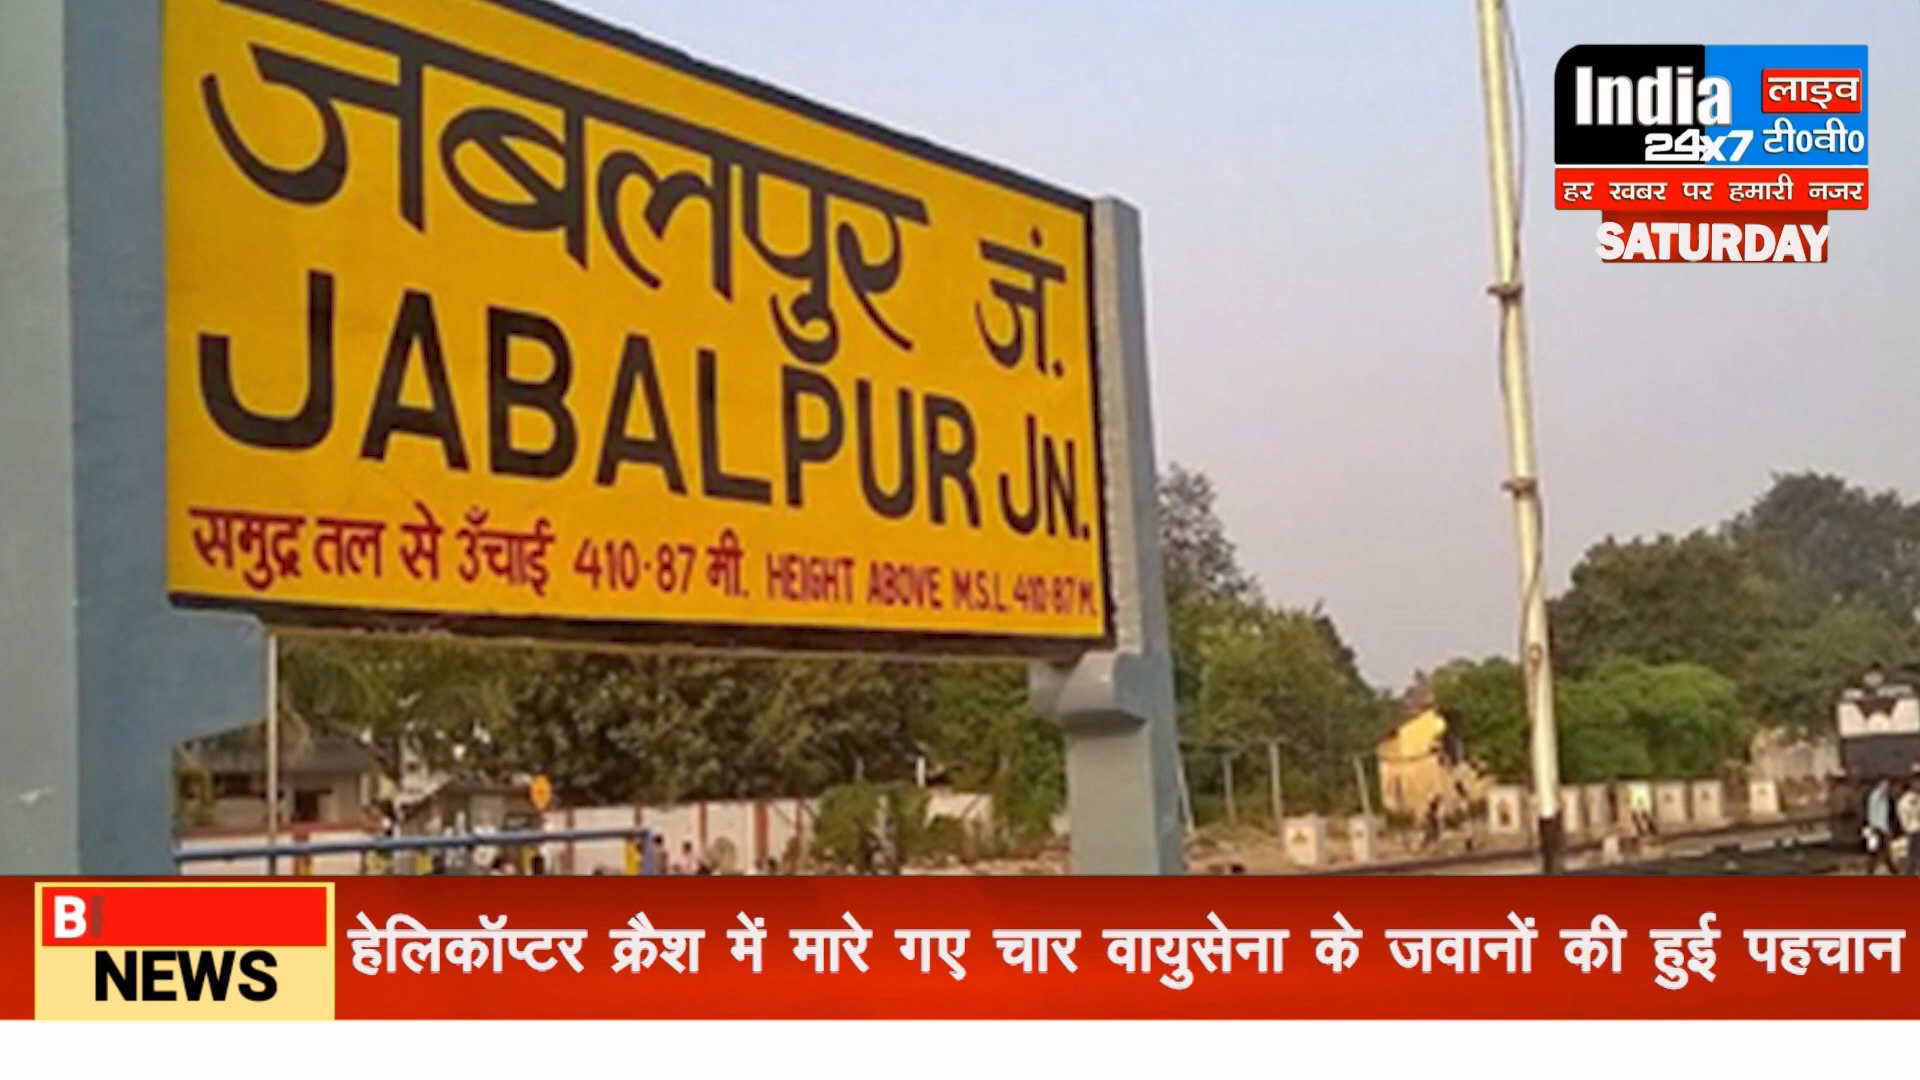 जबलपुर जं.
JABALPUR JN.
समुद्र तल से उँचाई 410·87 मी. HEIGHT ABOVE M.S.L. 410·87 M.
India लाइव
24x7 टी0वी0
हर खबर पर हमारी नजर
SATURDAY
B
NEWS
हेलिकॉप्टर क्रैश में मारे गए चार वायुसेना के जवानों की हुई पहचान